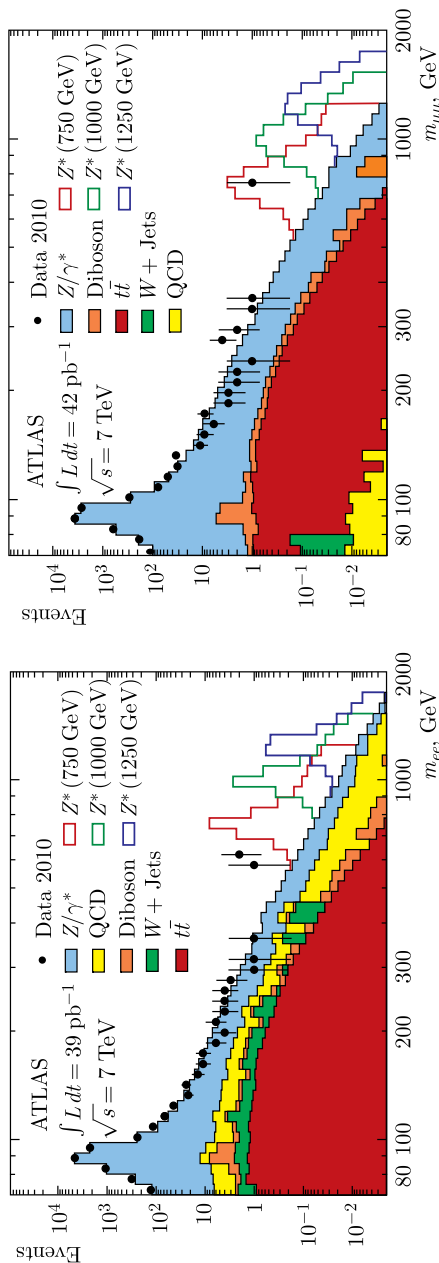 Events
10⁴
10³
10²
10
1
10⁻¹
10⁻²
ATLAS
∫ L dt = 39 pb⁻¹
√s = 7 TeV
Data 2010
Z/γ*
QCD
Diboson
W + Jets
tt̄
Z* (750 GeV)
Z* (1000 GeV)
Z* (1250 GeV)
80 100 200 300 1000 2000
m_ee, GeV
Events
10⁴
10³
10²
10
1
10⁻¹
10⁻²
ATLAS
∫ L dt = 42 pb⁻¹
√s = 7 TeV
Data 2010
Z/γ*
Diboson
tt̄
W + Jets
QCD
Z* (750 GeV)
Z* (1000 GeV)
Z* (1250 GeV)
80 100 300 1000 2000
m_μμ, GeV